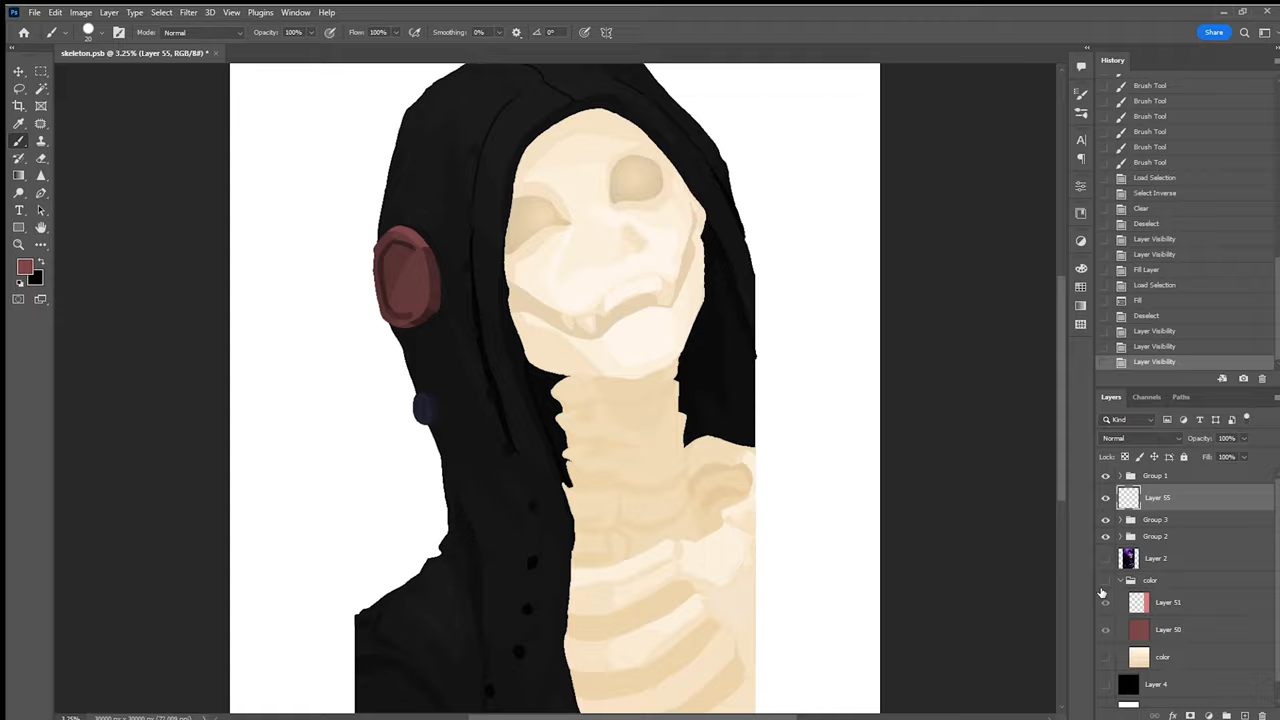 Ps File Edit Image Layer Type Select Filter 3D View Plugins Window Help
20 Mode: Normal Opacity: 100% Flow: 100% Smoothing: 0% 0° Share
skeleton.psb @ 3.25% (Layer 55, RGB/8#) * ×
History
Brush Tool
Brush Tool
Brush Tool
Brush Tool
Brush Tool
Brush Tool
Load Selection
Select Inverse
Clear
Deselect
Layer Visibility
Layer Visibility
Fill Layer
Load Selection
Fill
Deselect
Layer Visibility
Layer Visibility
Layer Visibility
Layers Channels Paths
Kind
Normal Opacity: 100%
Lock: Fill: 100%
Group 1
Layer 55
Group 3
Group 2
Layer 2
color
Layer 51
Layer 50
color
Layer 4
3.25%